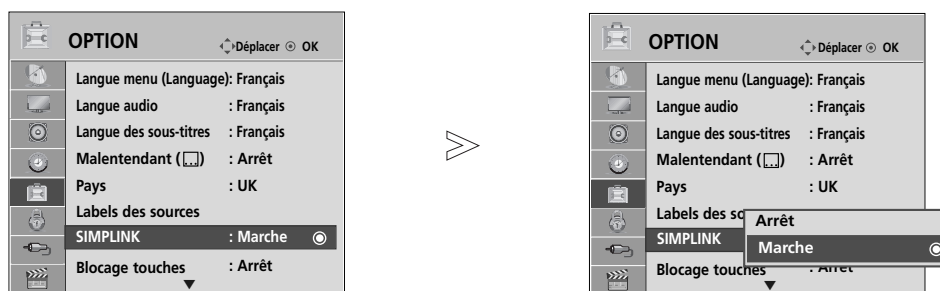 OPTION
Déplacer OK
Langue menu (Language): Français
Langue audio : Français
Langue des sous-titres : Français
Malentendant ( ) : Arrêt
Pays : UK
Labels des sources
SIMPLINK : Marche
Blocage touches : Arrêt
OPTION
Déplacer OK
Langue menu (Language): Français
Langue audio : Français
Langue des sous-titres : Français
Malentendant ( ) : Arrêt
Pays : UK
Labels des so
Arrêt
SIMPLINK
Marche
Blocage touches : Arrêt